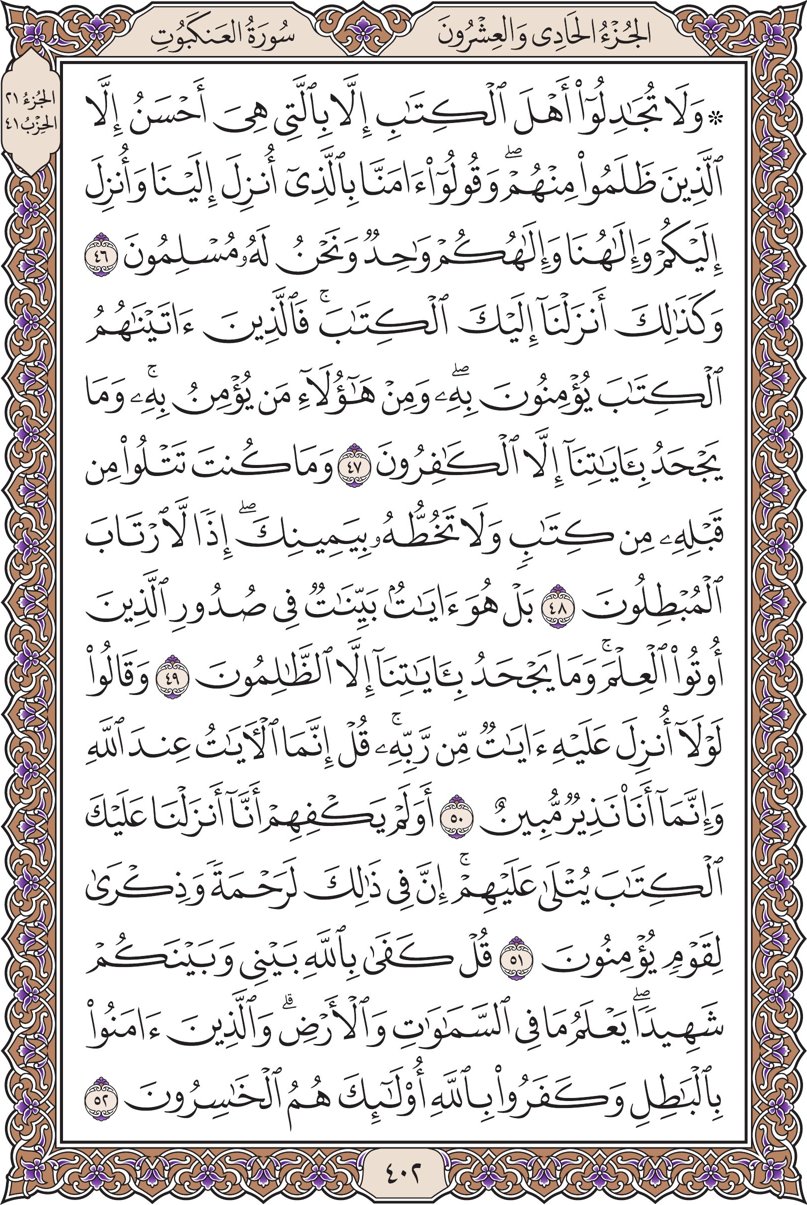 الجُزْءُ الحَادِي وَالعِشْرُونَ
سُورَةُ العَنكَبُوتِ
الجُزءُ ٢١
الحِزْبُ ٤١
۞ وَلَا تُجَٰدِلُوٓاْ أَهۡلَ ٱلۡكِتَٰبِ إِلَّا بِٱلَّتِي هِيَ أَحۡسَنُ إِلَّا
ٱلَّذِينَ ظَلَمُواْ مِنۡهُمۡۖ وَقُولُوٓاْ ءَامَنَّا بِٱلَّذِيٓ أُنزِلَ إِلَيۡنَا وَأُنزِلَ
إِلَيۡكُمۡ وَإِلَٰهُنَا وَإِلَٰهُكُمۡ وَٰحِدٞ وَنَحۡنُ لَهُۥ مُسۡلِمُونَ ٤٦
وَكَذَٰلِكَ أَنزَلۡنَآ إِلَيۡكَ ٱلۡكِتَٰبَۚ فَٱلَّذِينَ ءَاتَيۡنَٰهُمُ
ٱلۡكِتَٰبَ يُؤۡمِنُونَ بِهِۦۖ وَمِنۡ هَٰٓؤُلَآءِ مَن يُؤۡمِنُ بِهِۦۚ وَمَا
يَجۡحَدُ بِـَٔايَٰتِنَآ إِلَّا ٱلۡكَٰفِرُونَ ٤٧ وَمَا كُنتَ تَتۡلُواْ مِن
قَبۡلِهِۦ مِن كِتَٰبٖ وَلَا تَخُطُّهُۥ بِيَمِينِكَۖ إِذٗا لَّٱرۡتَابَ
ٱلۡمُبۡطِلُونَ ٤٨ بَلۡ هُوَ ءَايَٰتُۢ بَيِّنَٰتٞ فِي صُدُورِ ٱلَّذِينَ
أُوتُواْ ٱلۡعِلۡمَۚ وَمَا يَجۡحَدُ بِـَٔايَٰتِنَآ إِلَّا ٱلظَّٰلِمُونَ ٤٩ وَقَالُواْ
لَوۡلَآ أُنزِلَ عَلَيۡهِ ءَايَٰتٞ مِّن رَّبِّهِۦۚ قُلۡ إِنَّمَا ٱلۡأٓيَٰتُ عِندَ ٱللَّهِ
وَإِنَّمَآ أَنَا۠ نَذِيرٞ مُّبِينٌ ٥٠ أَوَلَمۡ يَكۡفِهِمۡ أَنَّآ أَنزَلۡنَا عَلَيۡكَ
ٱلۡكِتَٰبَ يُتۡلَىٰ عَلَيۡهِمۡۚ إِنَّ فِي ذَٰلِكَ لَرَحۡمَةٗ وَذِكۡرَىٰ
لِقَوۡمٖ يُؤۡمِنُونَ ٥١ قُلۡ كَفَىٰ بِٱللَّهِ بَيۡنِي وَبَيۡنَكُمۡ
شَهِيدٗاۖ يَعۡلَمُ مَا فِي ٱلسَّمَٰوَٰتِ وَٱلۡأَرۡضِۗ وَٱلَّذِينَ ءَامَنُواْ
بِٱلۡبَٰطِلِ وَكَفَرُواْ بِٱللَّهِ أُوْلَٰٓئِكَ هُمُ ٱلۡخَٰسِرُونَ ٥٢
٤٠٢